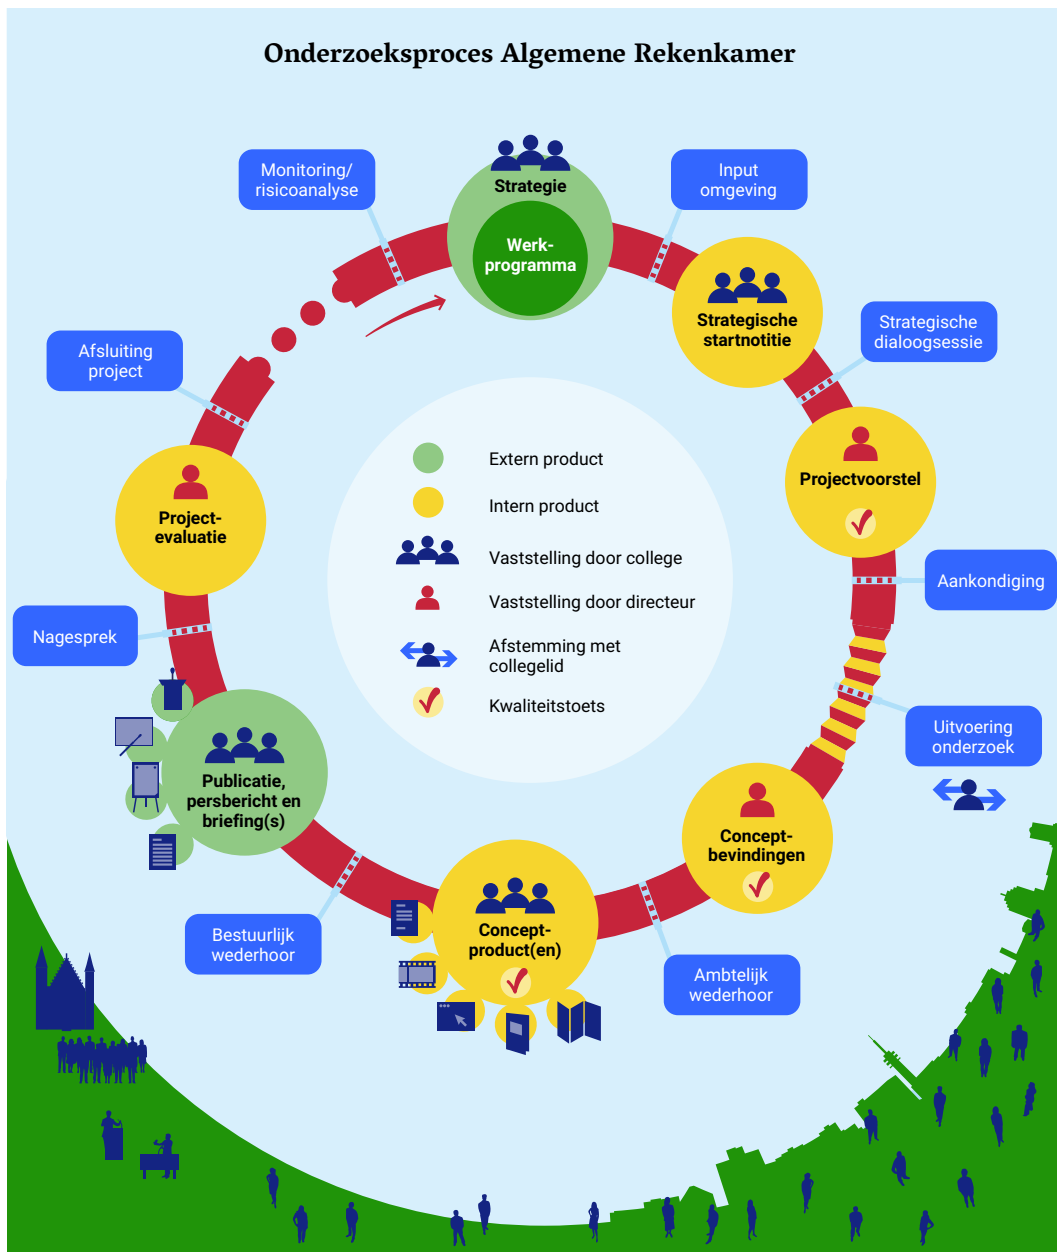 Onderzoeksproces Algemene Rekenkamer
Monitoring/
risicoanalyse
Strategie
Werk-
programma
Input
omgeving
Strategische
startnotitie
Strategische
dialoogsessie
Projectvoorstel
Aankondiging
Uitvoering
onderzoek
Concept-
bevindingen
Ambtelijk
wederhoor
Concept-
product(en)
Bestuurlijk
wederhoor
Publicatie,
persbericht en
briefing(s)
Nagesprek
Project-
evaluatie
Afsluiting
project
Extern product
Intern product
Vaststelling door college
Vaststelling door directeur
Afstemming met
collegelid
Kwaliteitstoets